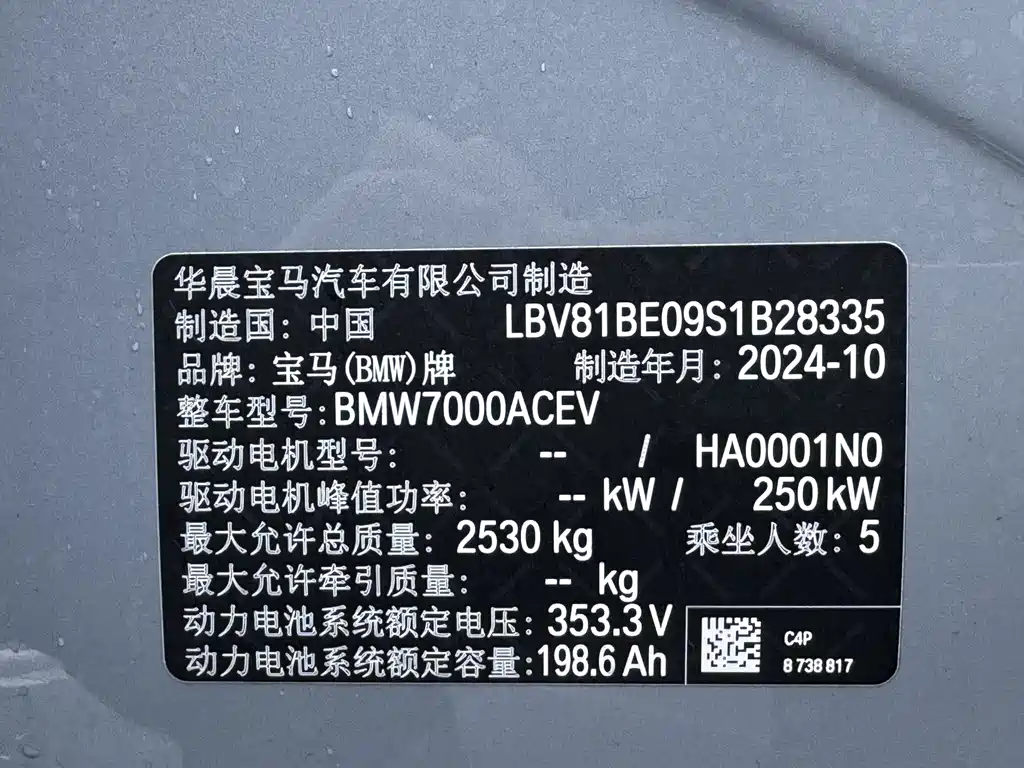 华晨宝马汽车有限公司制造
制造国：中国 LBV81BE09S1B28335
品牌：宝马(BMW)牌 制造年月：2024-10
整车型号：BMW7000ACEV
驱动电机型号： -- / HA0001N0
驱动电机峰值功率： -- kW / 250 kW
最大允许总质量：2530 kg 乘坐人数：5
最大允许牵引质量： -- kg
动力电池系统额定电压：353.3 V
动力电池系统额定容量：198.6 Ah
C4P
8 738 817